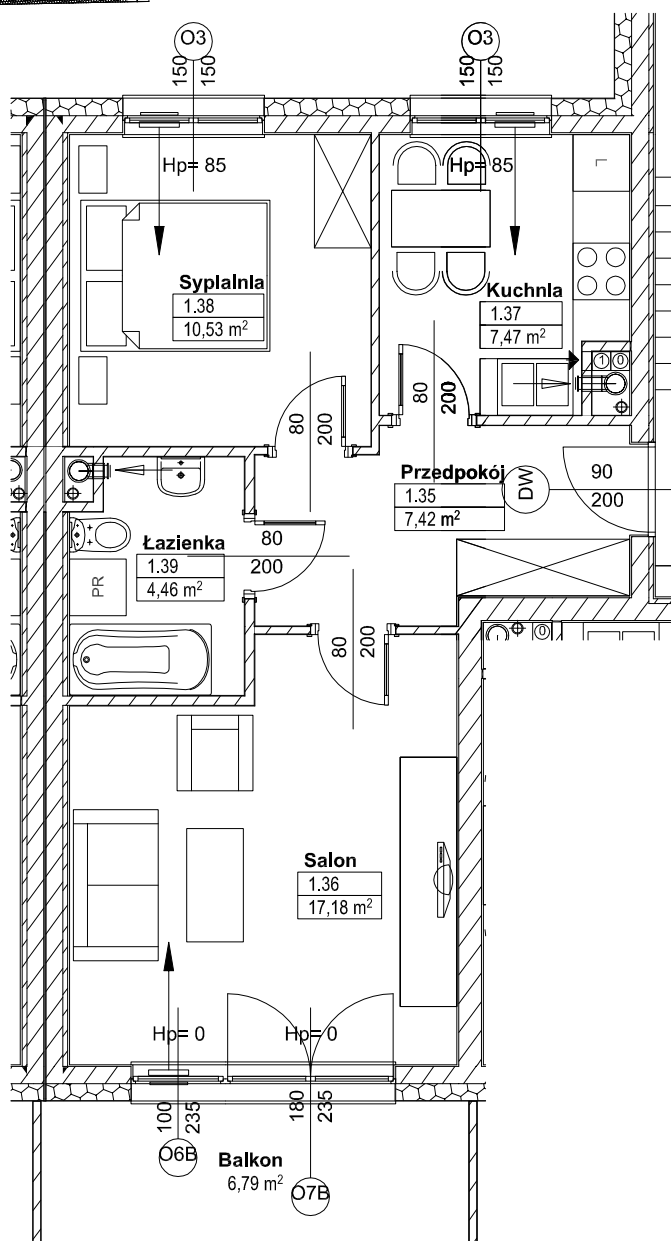 O3
O3
150
150
150
150
Hp= 85
Hp= 85
Syplalnla
1.38
10,53 m²
Kuchnla
1.37
7,47 m²
1 0
80
200
80
200
Przedpokój
1.35
7,42 m²
DW
90
200
Łazienka
1.39
4,46 m²
80
200
PR
0
80
200
Salon
1.36
17,18 m²
Hp= 0
Hp= 0
100
235
180
235
O6B
Balkon
6,79 m²
O7B